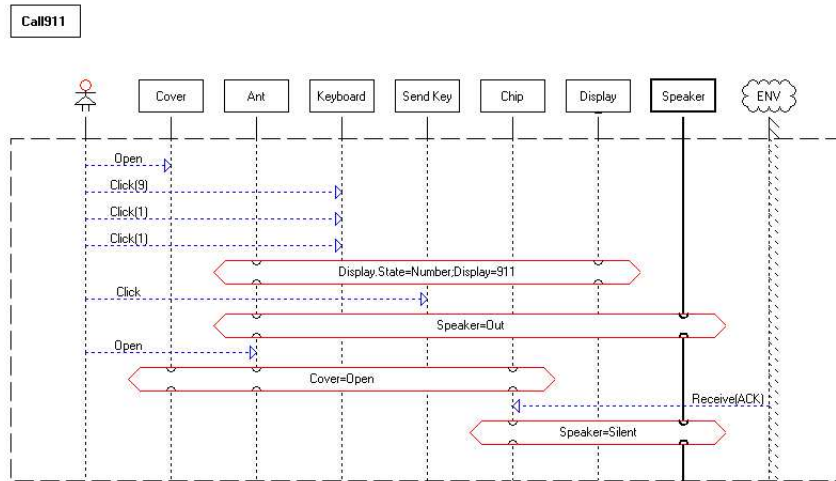 Call911
Cover Ant Keyboard Send Key Chip Display Speaker ENV
Open
Click(9)
Click(1)
Click(1)
Display.State=Number;Display=911
Click
Speaker=Out
Open
Cover=Open
Receive(ACK)
Speaker=Silent